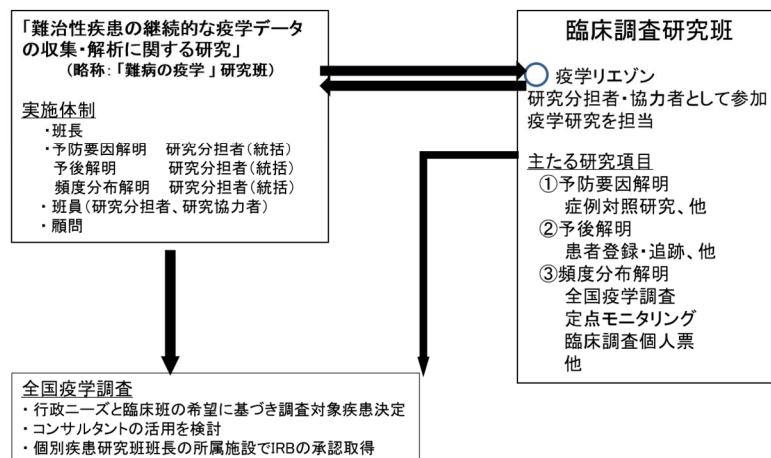 「難治性疾患の継続的な疫学データ
の収集・解析に関する研究」
(略称:「難病の疫学 」研究班)
実施体制
・班長
・予防要因解明 研究分担者(統括)
予後解明 研究分担者(統括)
頻度分布解明 研究分担者(統括)
・班員(研究分担者、研究協力者)
・顧問
臨床調査研究班
疫学リエゾン
研究分担者・協力者として参加
疫学研究を担当
主たる研究項目
①予防要因解明
症例対照研究、他
②予後解明
患者登録・追跡、他
③頻度分布解明
全国疫学調査
定点モニタリング
臨床調査個人票
他
全国疫学調査
・行政ニーズと臨床班の希望に基づき調査対象疾患決定
・コンサルタントの活用を検討
・個別疾患研究班班長の所属施設でIRBの承認取得